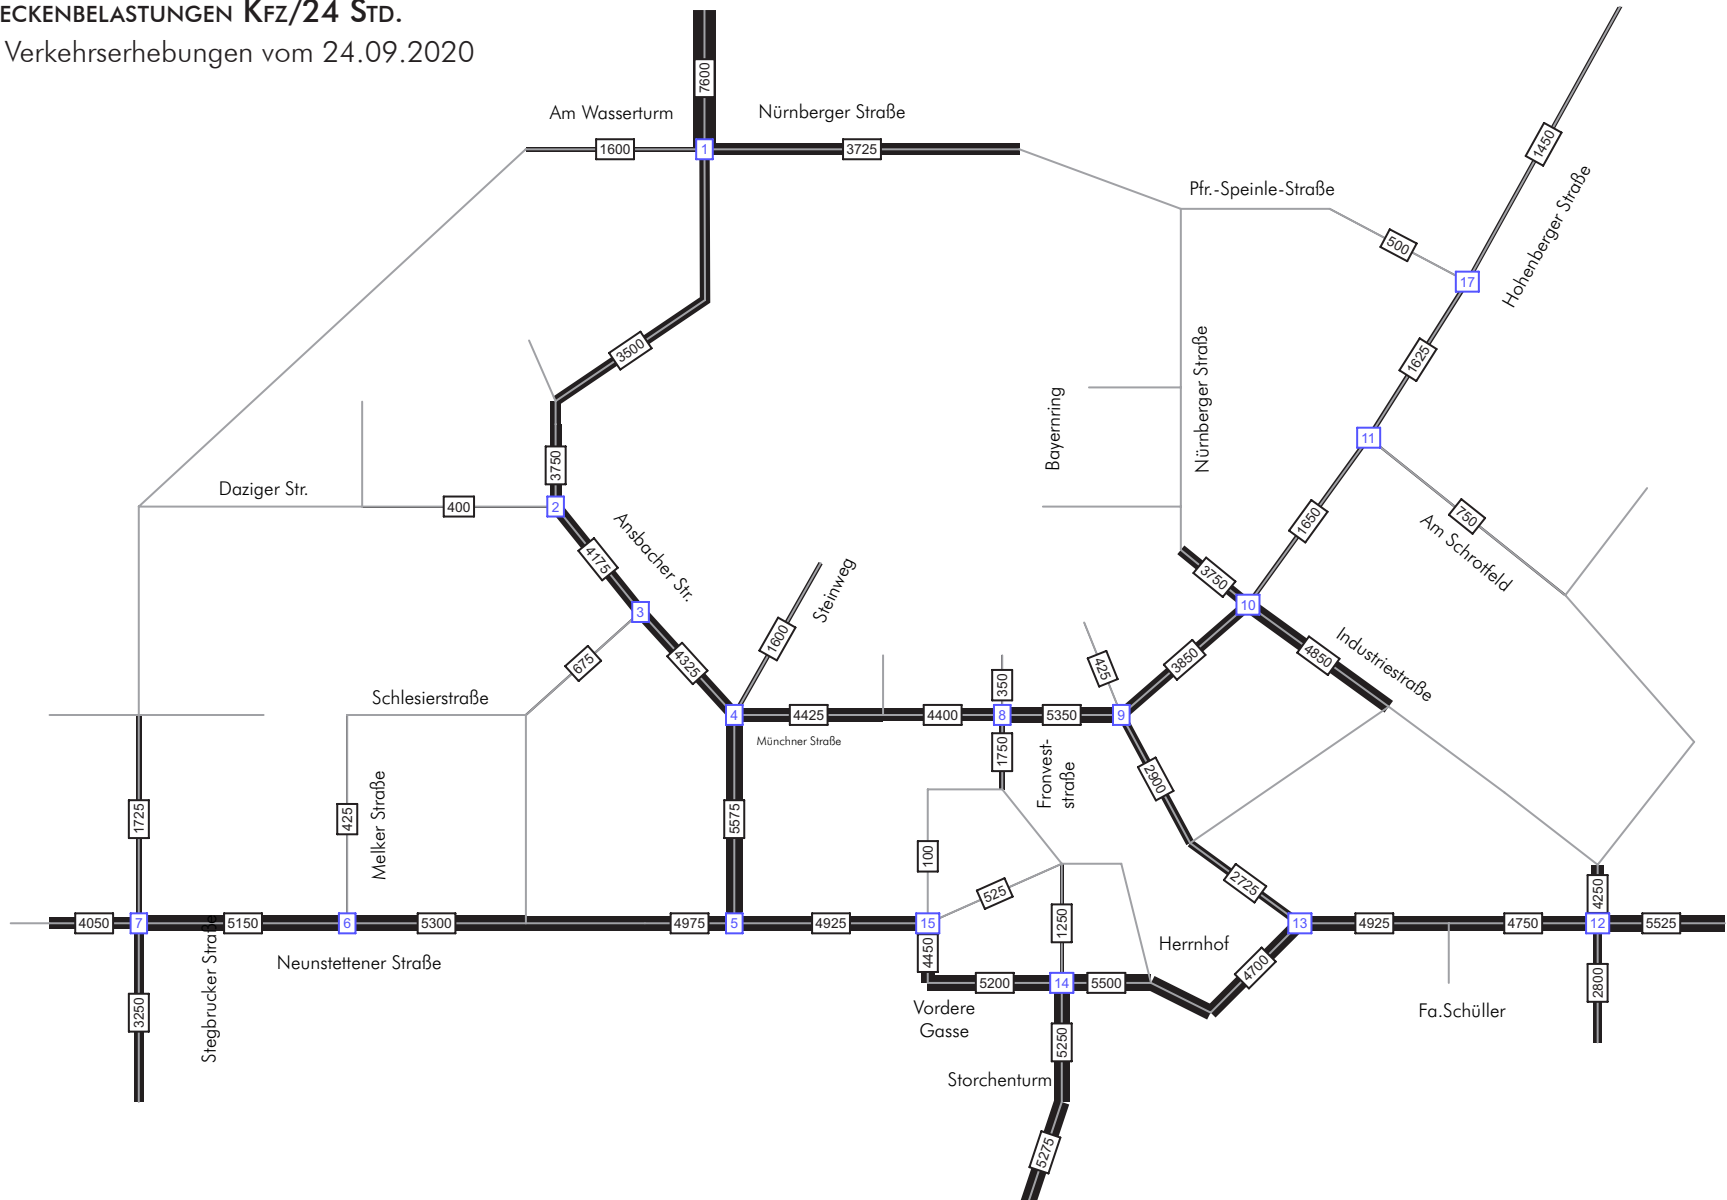 ECKENBELASTUNGEN KFZ/24 STD.
Verkehrserhebungen vom 24.09.2020
7600
Am Wasserturm
Nürnberger Straße
1600
1
3725
1450
Pfr.-Speinle-Straße
Hohenberger Straße
500
17
3500
1625
Nürnberger Straße
Bayernring
11
3750
Daziger Str.
400
2
Ansbacher Str.
1650
750
Am Schrotfeld
4175
Steinweg
3750
3
10
1600
675
4325
425
3850
4850
Industriestraße
Schlesierstraße
350
4
4425
4400
8
5350
9
Münchner Straße
1750
Fronvest-
straße
2900
1725
425
Melker Straße
5575
100
525
2725
4250
4050
7
5150
6
5300
4975
5
4925
15
1250
13
4925
4750
12
5525
Stegbrucker Straße
Neunstettener Straße
4450
Herrnhof
4700
3250
5200
14
5500
2800
Vordere
Gasse
Fa.Schüller
5250
Storchenturm
5275